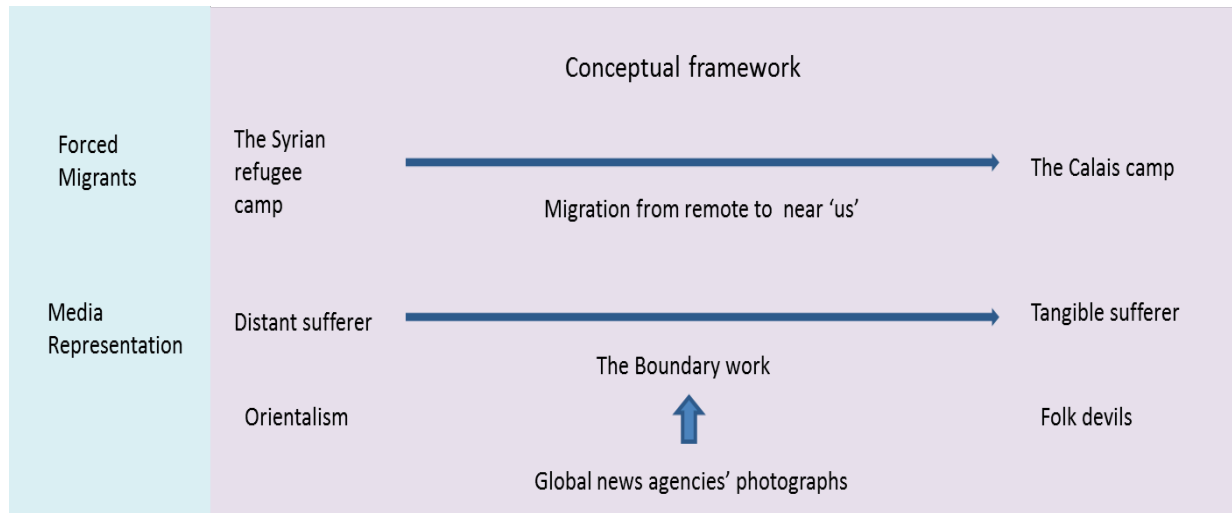 Conceptual framework
Forced
Migrants
The Syrian
refugee
camp
The Calais camp
Migration from remote to near ‘us’
Media
Representation
Distant sufferer
Tangible sufferer
The Boundary work
Orientalism
Folk devils
Global news agencies’ photographs